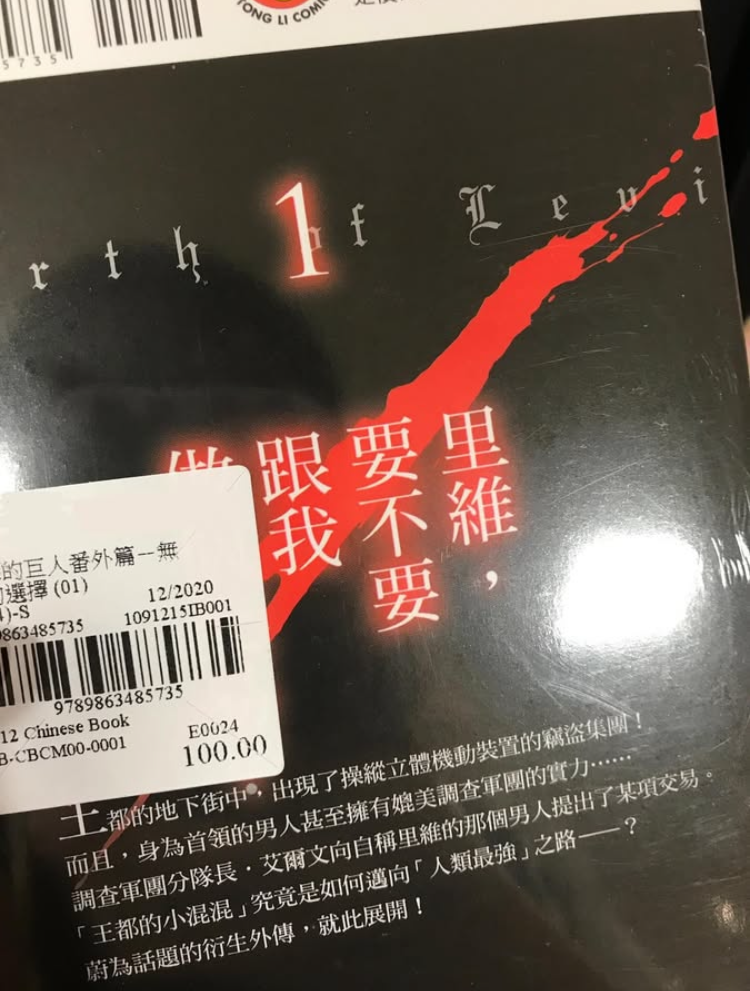 5735
TONG LI COMI
1
rth of Levi
里維，
要不要
跟我
的巨人番外篇--無
選擇 (01)
)-S
12/2020
9863485735
1091215IB001
9789863485735
12 Chinese Book
E0024
B-CBCM00-0001
100.00
王都的地下街中，出現了操縱立體機動裝置的竊盜集團！
而且，身為首領的男人甚至擁有媲美調查軍團的實力……
調查軍團分隊長・艾爾文向自稱里維的那個男人提出了某項交易。
「王都的小混混」究竟是如何邁向「人類最強」之路——？
蔚為話題的衍生外傳，就此展開！